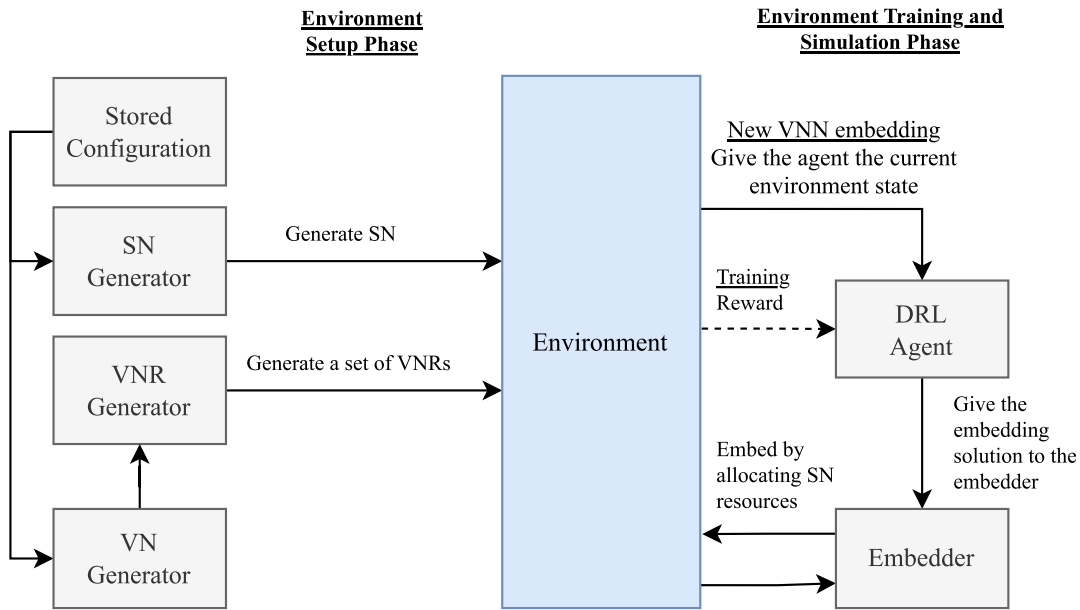 Environment
Setup Phase
Environment Training and
Simulation Phase
Stored
Configuration
SN
Generator
Generate SN
VNR
Generator
Generate a set of VNRs
VN
Generator
Environment
New VNN embedding
Give the agent the current
environment state
Training
Reward
DRL
Agent
Give the
embedding
solution to the
embedder
Embed by
allocating SN
resources
Embedder